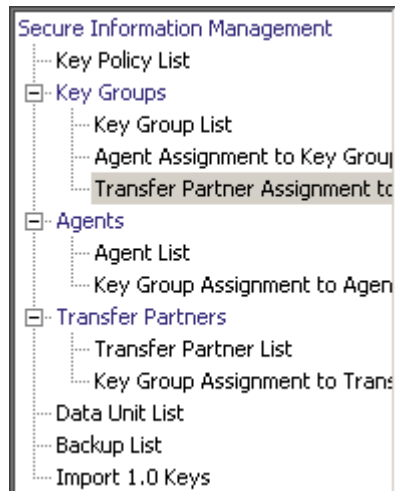 Secure Information Management
Key Policy List
Key Groups
Key Group List
Agent Assignment to Key Grou
Transfer Partner Assignment to
Agents
Agent List
Key Group Assignment to Agen
Transfer Partners
Transfer Partner List
Key Group Assignment to Trans
Data Unit List
Backup List
Import 1.0 Keys